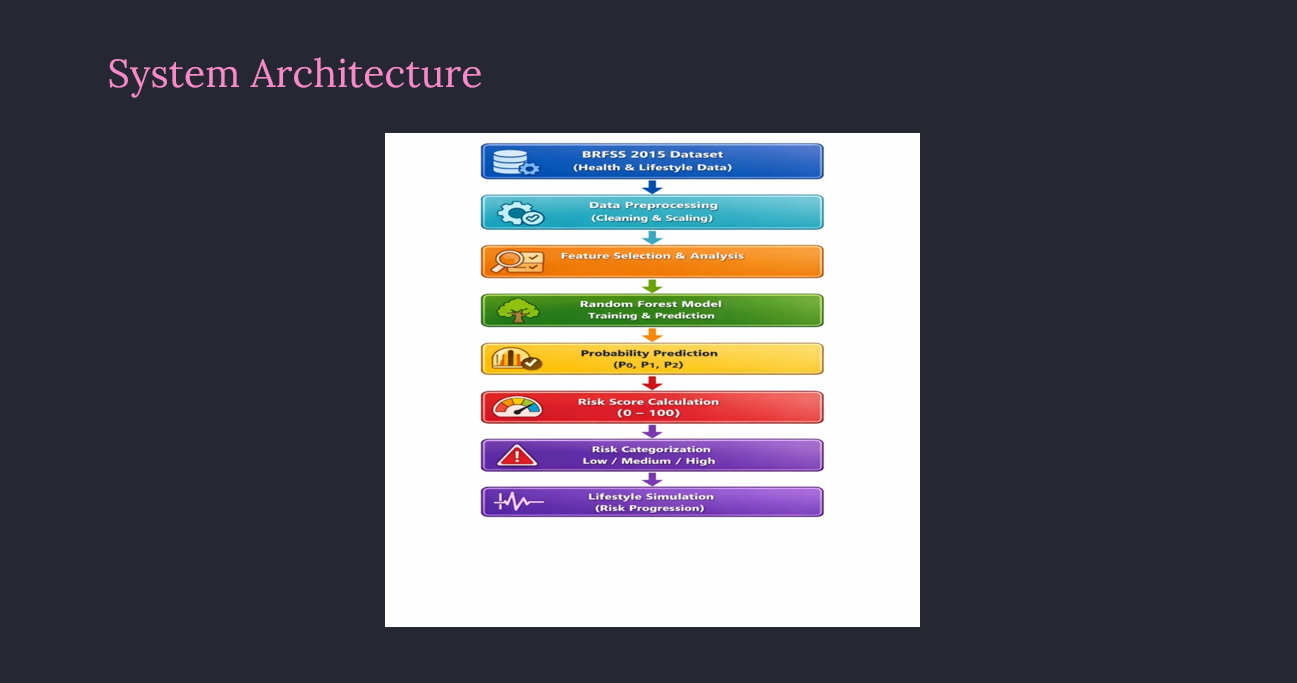 System Architecture
BRFSS 2015 Dataset
(Health & Lifestyle Data)
Data Preprocessing
(Cleaning & Scaling)
Feature Selection & Analysis
Random Forest Model
Training & Prediction
Probability Prediction
(P₀, P₁, P₂)
Risk Score Calculation
(0 – 100)
Risk Categorization
Low / Medium / High
Lifestyle Simulation
(Risk Progression)